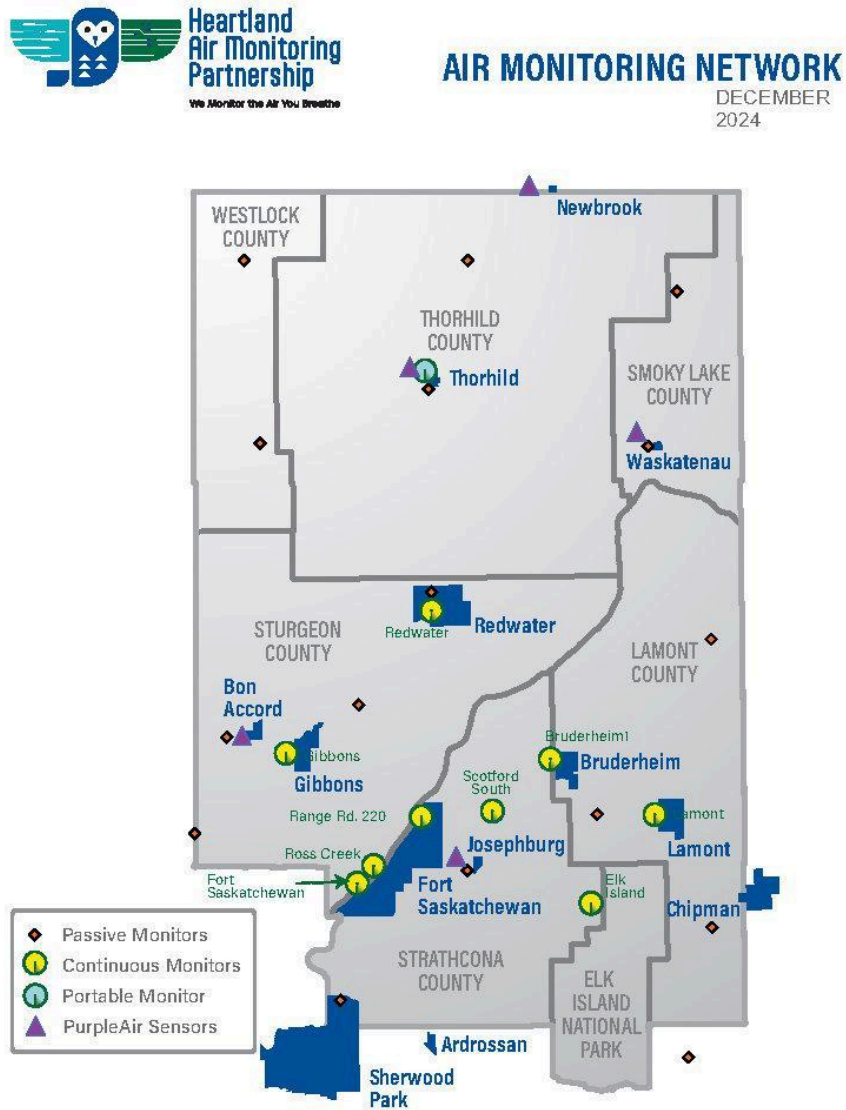 Heartland
Air Monitoring
Partnership
We Monitor the Air You Breathe
AIR MONITORING NETWORK
DECEMBER
2024
Newbrook
WESTLOCK
COUNTY
THORHILD
COUNTY
Thorhild
SMOKY LAKE
COUNTY
Waskatenau
Redwater
Redwater
STURGEON
COUNTY
LAMONT
COUNTY
Bon
Accord
Gibbons
Gibbons
Bruderheim1
Bruderheim
Scotford
South
Range Rd. 220
Lamont
Lamont
Ross Creek
Josephburg
Fort
Saskatchewan
Fort
Saskatchewan
Elk
Island
Chipman
STRATHCONA
COUNTY
ELK
ISLAND
NATIONAL
PARK
Passive Monitors
Continuous Monitors
Portable Monitor
PurpleAir Sensors
Ardrossan
Sherwood
Park